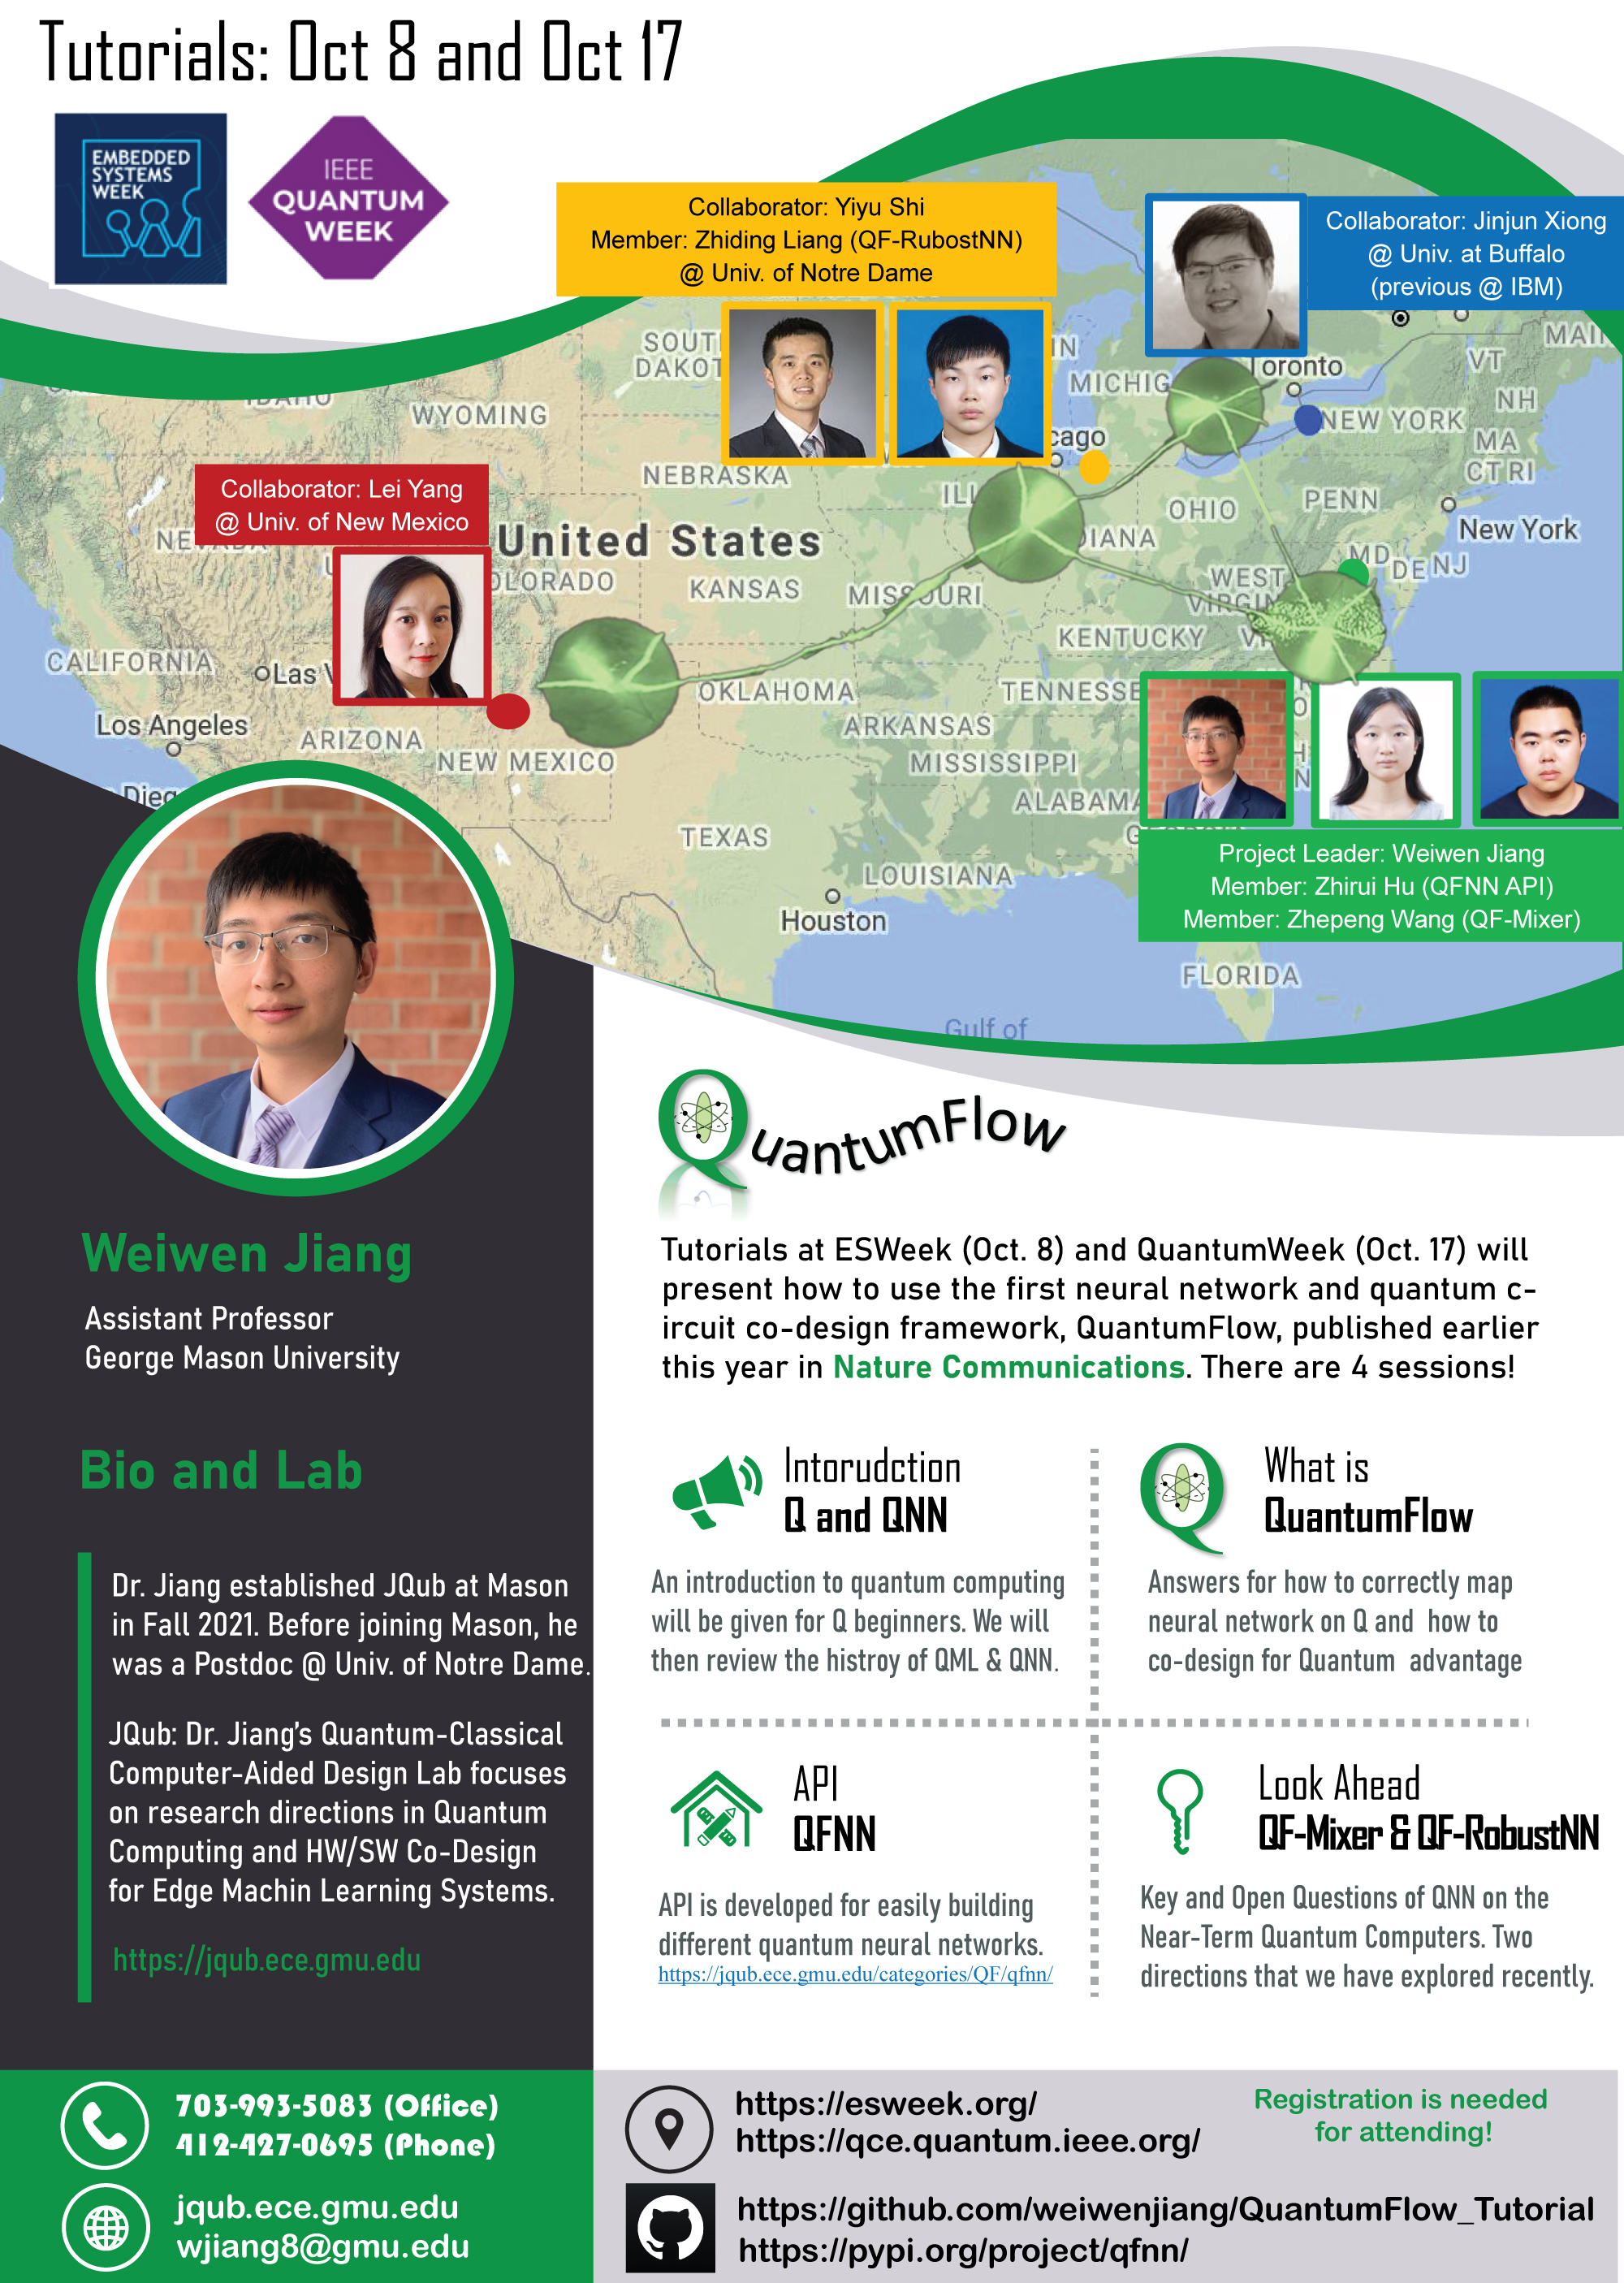 Tutorials: Oct 8 and Oct 17
EMBEDDED
SYSTEMS
WEEK
IEEE
QUANTUM
WEEK
Collaborator: Yiyu Shi
Member: Zhiding Liang (QF-RubostNN)
@ Univ. of Notre Dame
Collaborator: Jinjun Xiong
@ Univ. at Buffalo
(previous @ IBM)
Collaborator: Lei Yang
@ Univ. of New Mexico
WYOMING
NEBRASKA
MICHIG
oronto
VT
NH
NEW YORK
MA
CT RI
cago
ILL
OHIO
PENN
New York
United States
DIANA
MD
DE NJ
OLORADO
KANSAS
MISSOURI
WEST
VIRGIN
KENTUCKY
CALIFORNIA
Las V
OKLAHOMA
TENNESSE
Los Angeles
ARIZONA
ARKANSAS
NEW MEXICO
MISSISSIPPI
Dieg
ALABAMA
TEXAS
LOUISIANA
Houston
FLORIDA
Gulf of
Project Leader: Weiwen Jiang
Member: Zhirui Hu (QFNN API)
Member: Zhepeng Wang (QF-Mixer)
Weiwen Jiang
Assistant Professor
George Mason University
Bio and Lab
Dr. Jiang established JQub at Mason
in Fall 2021. Before joining Mason, he
was a Postdoc @ Univ. of Notre Dame.
JQub: Dr. Jiang's Quantum-Classical
Computer-Aided Design Lab focuses
on research directions in Quantum
Computing and HW/SW Co-Design
for Edge Machin Learning Systems.
https://jqub.ece.gmu.edu
QuantumFlow
Tutorials at ESWeek (Oct. 8) and QuantumWeek (Oct. 17) will
present how to use the first neural network and quantum c-
ircuit co-design framework, QuantumFlow, published earlier
this year in Nature Communications. There are 4 sessions!
Intorudction
Q and QNN
An introduction to quantum computing
will be given for Q beginners. We will
then review the histroy of QML & QNN.
What is
QuantumFlow
Answers for how to correctly map
neural network on Q and how to
co-design for Quantum advantage
API
QFNN
API is developed for easily building
different quantum neural networks.
https://jqub.ece.gmu.edu/categories/QF/qfnn/
Look Ahead
QF-Mixer & QF-RobustNN
Key and Open Questions of QNN on the
Near-Term Quantum Computers. Two
directions that we have explored recently.
703-993-5083 (Office)
412-427-0695 (Phone)
jqub.ece.gmu.edu
wjiang8@gmu.edu
https://esweek.org/
https://qce.quantum.ieee.org/
Registration is needed
for attending!
https://github.com/weiwenjiang/QuantumFlow_Tutorial
https://pypi.org/project/qfnn/